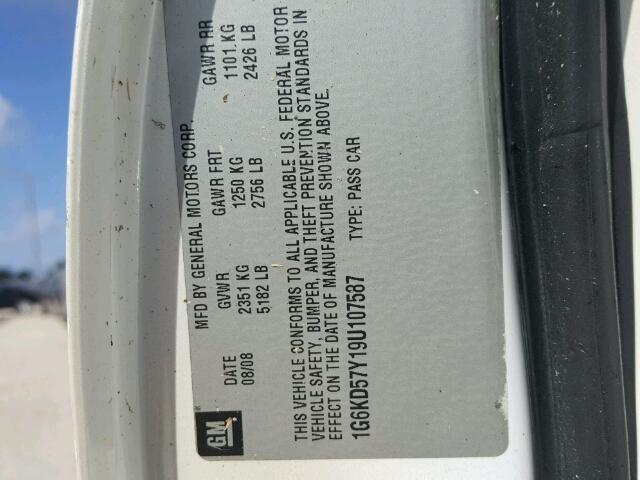 MFD BY GENERAL MOTORS CORP.
DATE GVWR GAWR FRT GAWR RR
08/08 2351 KG 1250 KG 1101.KG
5182 LB 2756 LB 2426 LB
THIS VEHICLE CONFORMS TO ALL APPLICABLE U.S. FEDERAL MOTOR
VEHICLE SAFETY, BUMPER, AND THEFT PREVENTION STANDARDS IN
EFFECT ON THE DATE OF MANUFACTURE SHOWN ABOVE.
1G6KD57Y19U107587 TYPE: PASS CAR
GM